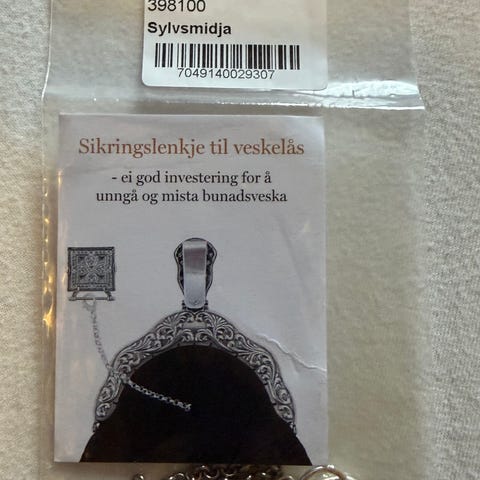 398100
Sylvsmidja
7049140029307
Sikringslenkje til veskelås
- ei god investering for å
unngå og mista bunadsveska